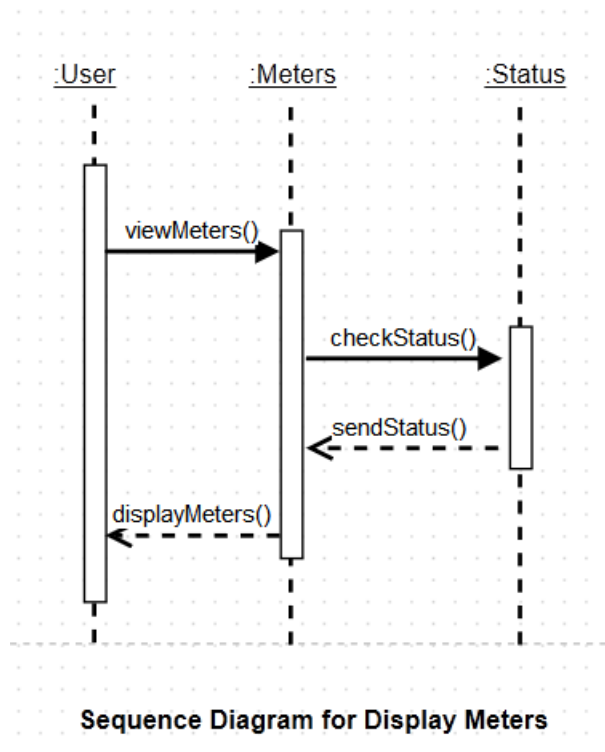 :User :Meters :Status
viewMeters()
checkStatus()
sendStatus()
displayMeters()
Sequence Diagram for Display Meters